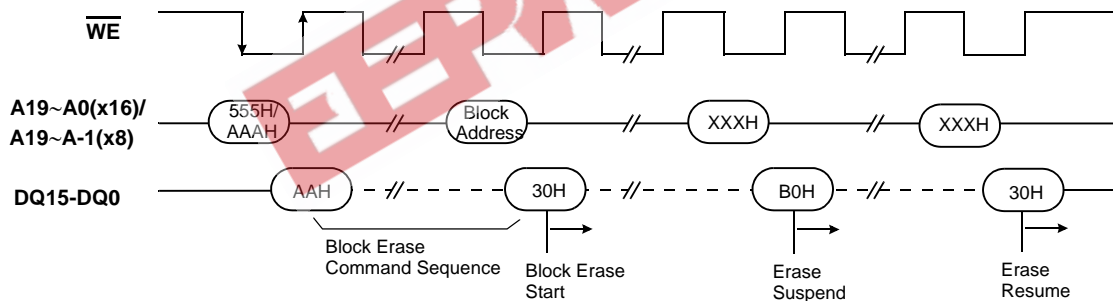 WE
A19~A0(x16)/
A19~A-1(x8)
555H/
AAAH
Block
Address
XXXH
XXXH
DQ15-DQ0
AAH
30H
B0H
30H
Block Erase
Command Sequence
Block Erase
Start
Erase
Suspend
Erase
Resume